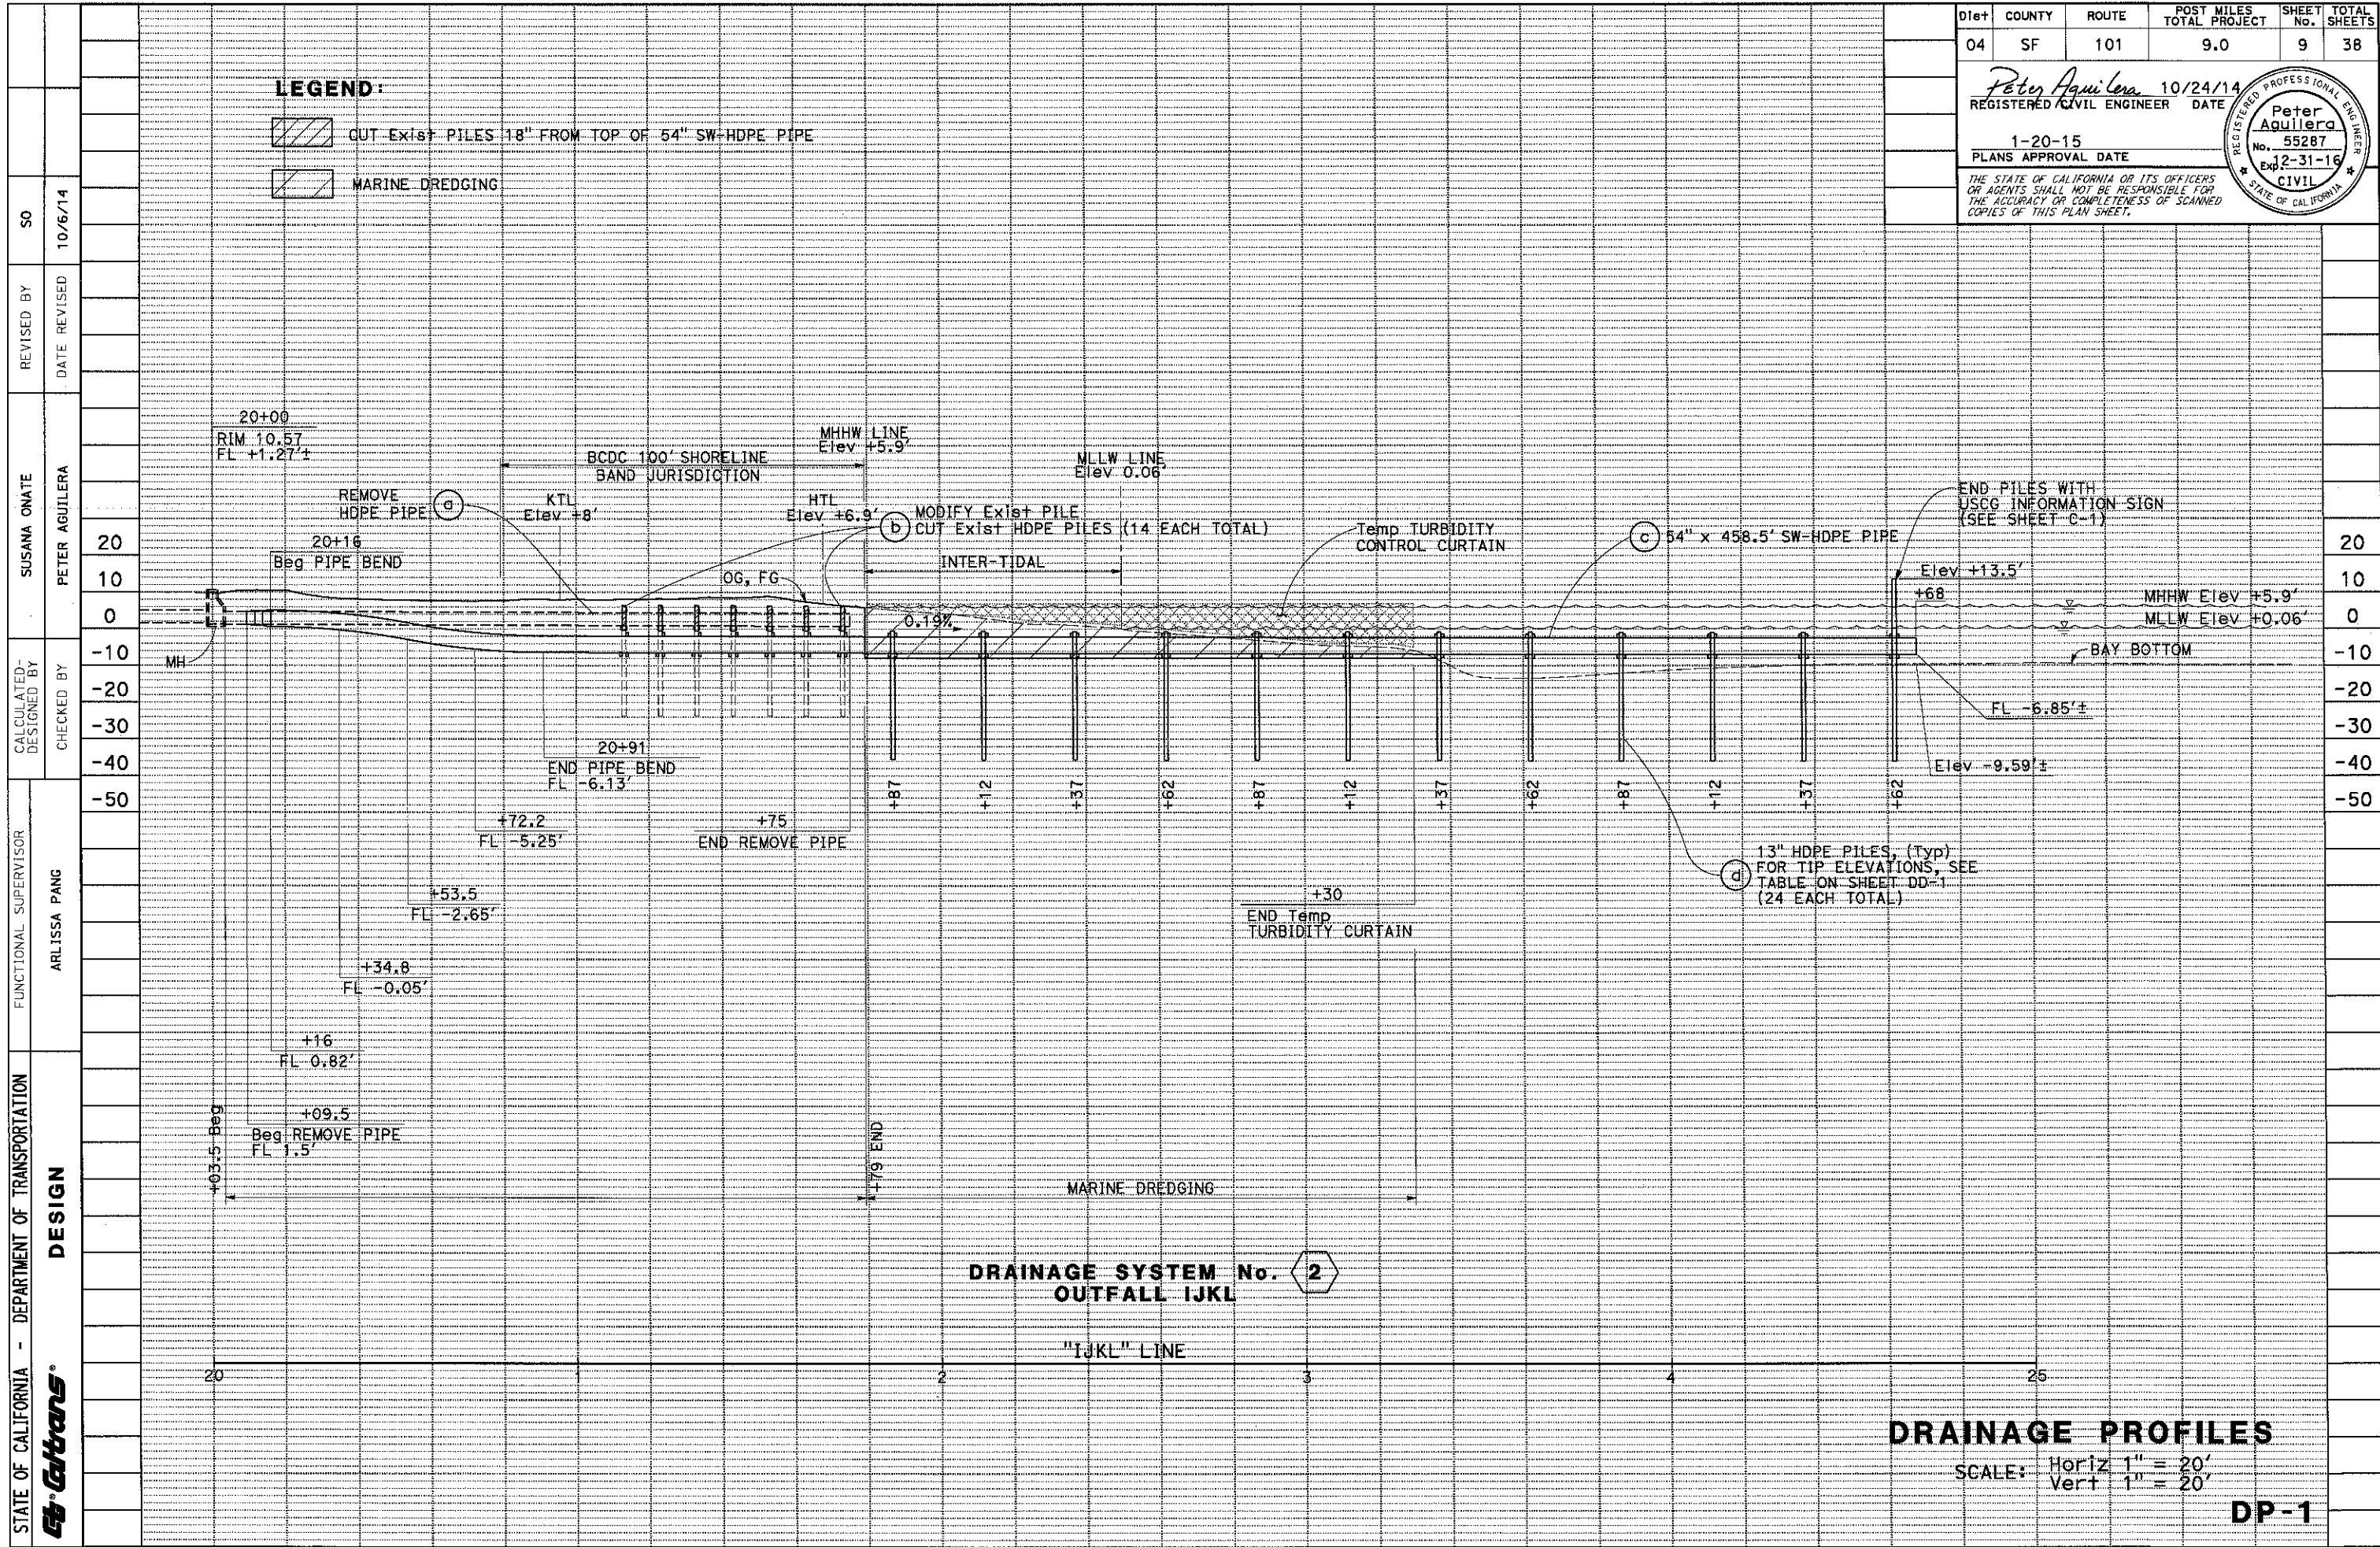 Dist COUNTY ROUTE POST MILES TOTAL PROJECT SHEET No. TOTAL SHEETS
04 SF 101 9.0 9 38
Peter Aguilera 10/24/14
REGISTERED CIVIL ENGINEER DATE
1-20-15
PLANS APPROVAL DATE
REGISTERED PROFESSIONAL ENGINEER
Peter
Aguilera
No. 55287
Exp. 12-31-16
CIVIL
STATE OF CALIFORNIA
THE STATE OF CALIFORNIA OR ITS OFFICERS
OR AGENTS SHALL NOT BE RESPONSIBLE FOR
THE ACCURACY OR COMPLETENESS OF SCANNED
COPIES OF THIS PLAN SHEET.
LEGEND:
CUT Exist PILES 18" FROM TOP OF 54" SW-HDPE PIPE
MARINE DREDGING
STATE OF CALIFORNIA - DEPARTMENT OF TRANSPORTATION
Caltrans DESIGN
FUNCTIONAL SUPERVISOR
ARLISSA PANG
CALCULATED-
DESIGNED BY
CHECKED BY
SUSANA ONATE
PETER AGUILERA
REVISED BY
DATE REVISED
SO
10/6/14
20+00
RIM 10.57
FL +1.27'±
REMOVE
HDPE PIPE
a
20+16
Beg PIPE BEND
BCDC 100' SHORELINE
BAND JURISDICTION
KTL
Elev +8'
HTL
Elev +6.9'
MHHW LINE
Elev +5.9'
MLLW LINE
Elev 0.06'
b
MODIFY Exist PILE
CUT Exist HDPE PILES (14 EACH TOTAL)
INTER-TIDAL
OG, FG
Temp TURBIDITY
CONTROL CURTAIN
c
54" x 458.5' SW-HDPE PIPE
END PILES WITH
USCG INFORMATION SIGN
(SEE SHEET C-1)
Elev +13.5'
+68
MHHW Elev +5.9'
MLLW Elev +0.06'
BAY BOTTOM
FL -6.85'±
Elev -9.59'±
0.19%
MH
20
10
0
-10
-20
-30
-40
-50
20
10
0
-10
-20
-30
-40
-50
20+91
END PIPE BEND
FL -6.13'
+87
+12
+37
+62
+87
+12
+37
+62
+87
+12
+37
+62
+72.2
FL -5.25'
+75
END REMOVE PIPE
+53.5
FL -2.65'
+30
END Temp
TURBIDITY CURTAIN
d
13" HDPE PILES, (Typ)
FOR TIP ELEVATIONS, SEE
TABLE ON SHEET DD-1
(24 EACH TOTAL)
+34.8
FL -0.05'
+16
FL 0.82'
+09.5
Beg REMOVE PIPE
FL 1.5'
+03.5 Beg
+79 END
MARINE DREDGING
DRAINAGE SYSTEM No. 2
OUTFALL IJKL
"IJKL" LINE
20 1 2 3 4 25
DRAINAGE PROFILES
SCALE: Horiz 1" = 20'
Vert 1" = 20'
DP-1